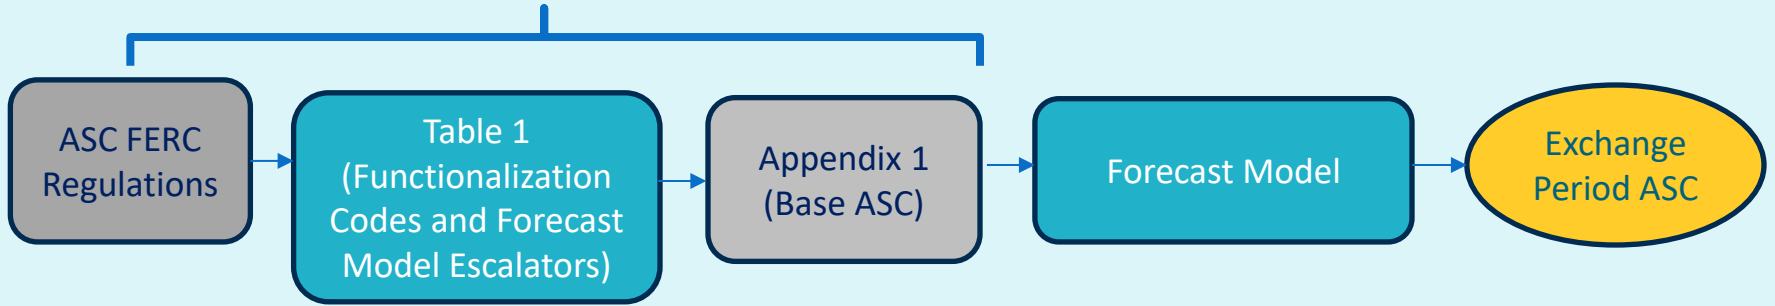 ASC FERC
Regulations
Table 1
(Functionalization
Codes and Forecast
Model Escalators)
Appendix 1
(Base ASC)
Forecast Model
Exchange
Period ASC